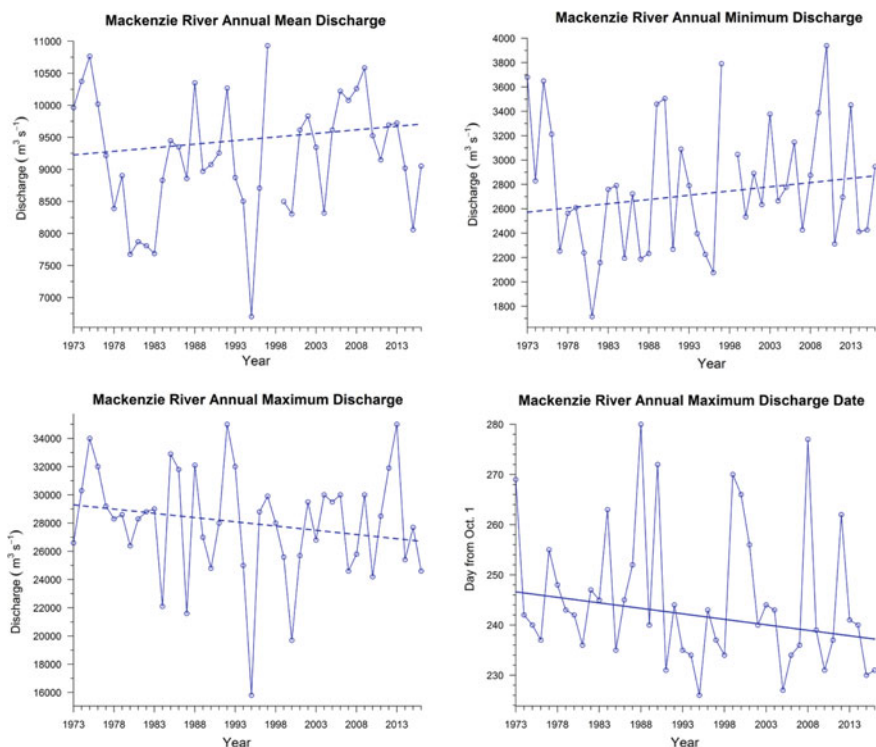 Mackenzie River Annual Mean Discharge
Discharge ( m³ s⁻¹)
11000
10500
10000
9500
9000
8500
8000
7500
7000
1973 1978 1983 1988 1993 1998 2003 2008 2013
Year
Mackenzie River Annual Minimum Discharge
Discharge ( m³ s⁻¹)
4000
3800
3600
3400
3200
3000
2800
2600
2400
2200
2000
1800
1973 1978 1983 1988 1993 1998 2003 2008 2013
Year
Mackenzie River Annual Maximum Discharge
Discharge ( m³ s⁻¹)
34000
32000
30000
28000
26000
24000
22000
20000
18000
16000
1973 1978 1983 1988 1993 1998 2003 2008 2013
Year
Mackenzie River Annual Maximum Discharge Date
Day from Oct. 1
280
270
260
250
240
230
1973 1978 1983 1988 1993 1998 2003 2008 2013
Year